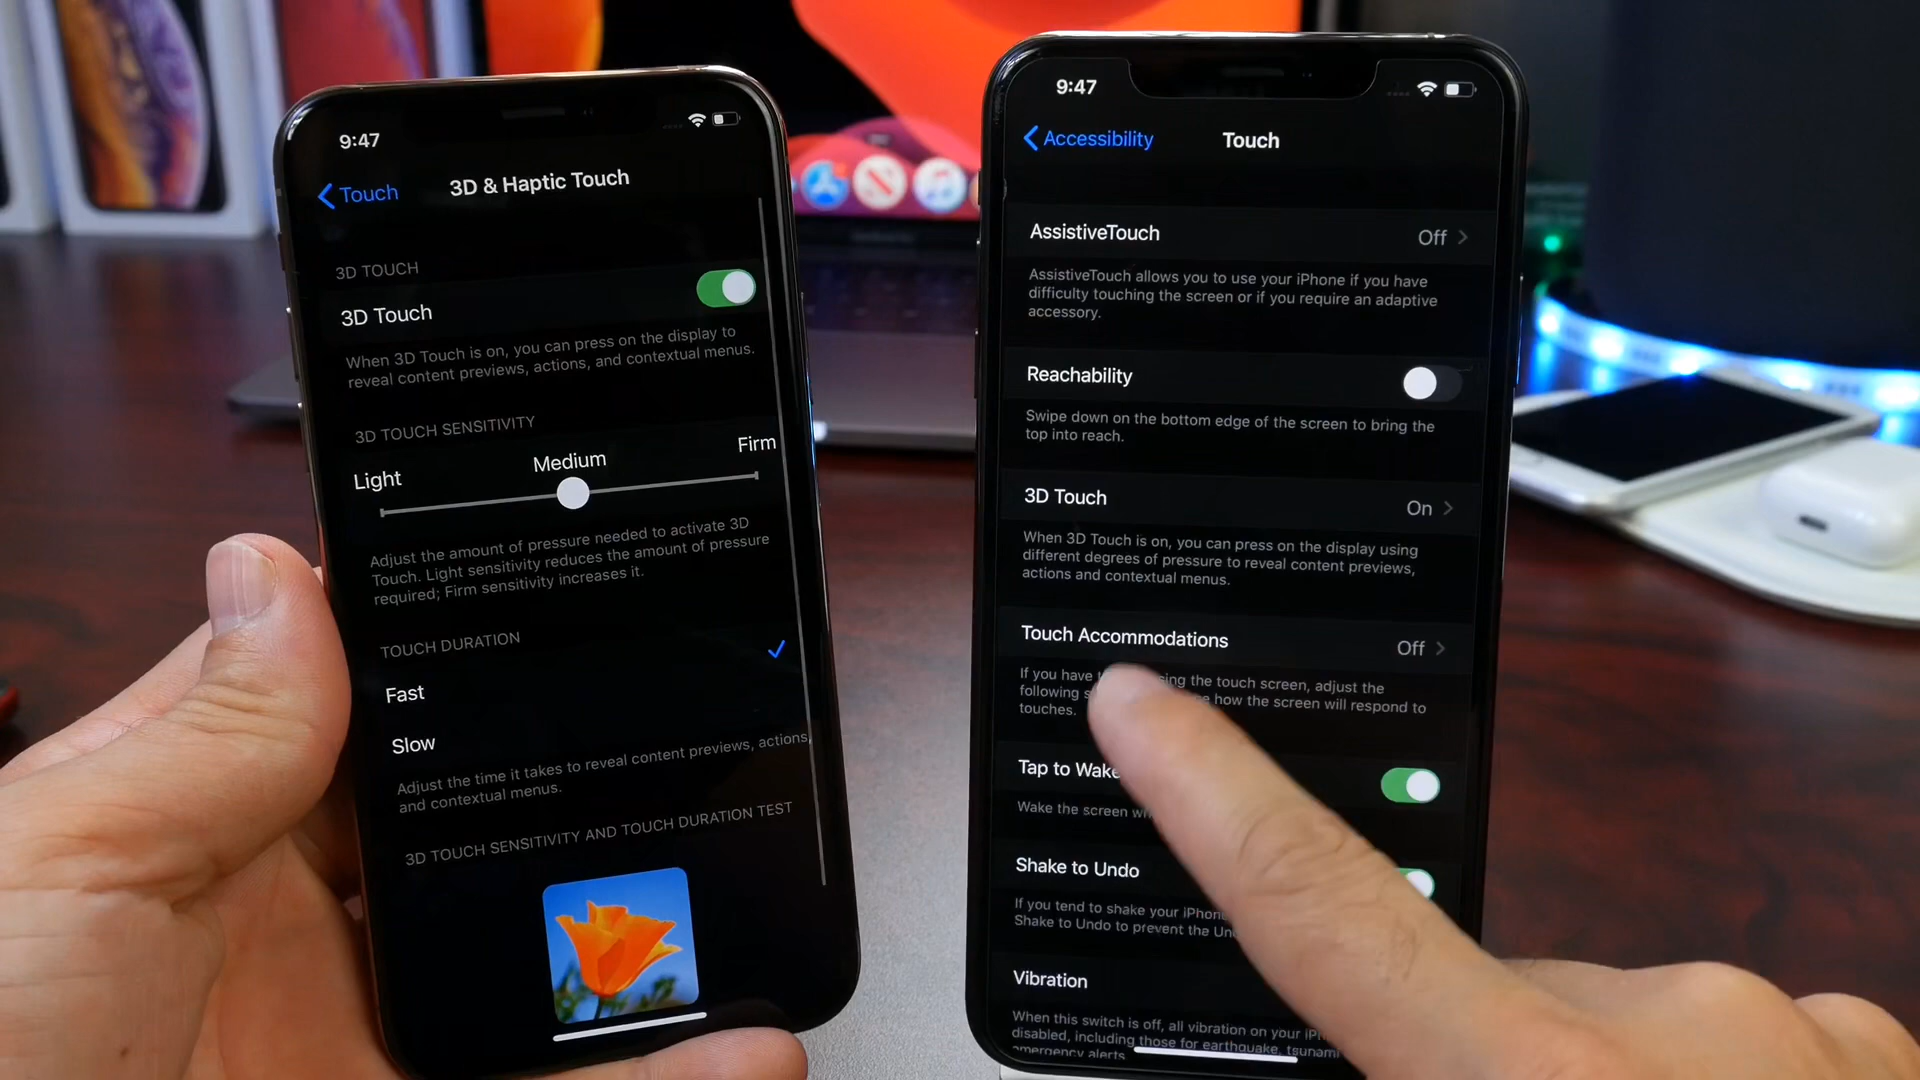 9:47
Touch
3D & Haptic Touch
3D TOUCH
3D Touch
When 3D Touch is on, you can press on the display to
reveal content previews, actions, and contextual menus.
3D TOUCH SENSITIVITY
Light
Medium
Firm
Adjust the amount of pressure needed to activate 3D
Touch. Light sensitivity reduces the amount of pressure
required; Firm sensitivity increases it.
TOUCH DURATION
Fast
Slow
Adjust the time it takes to reveal content previews, actions,
and contextual menus.
3D TOUCH SENSITIVITY AND TOUCH DURATION TEST
9:47
Accessibility
Touch
AssistiveTouch
Off
AssistiveTouch allows you to use your iPhone if you have
difficulty touching the screen or if you require an adaptive
accessory.
Reachability
Swipe down on the bottom edge of the screen to bring the
top into reach.
3D Touch
On
When 3D Touch is on, you can press on the display using
different degrees of pressure to reveal content previews,
actions and contextual menus.
Touch Accommodations
Off
If you have the touch screen, adjust the
following how the screen will respond to
touches.
Tap to Wake
Wake the screen
Shake to Undo
If you tend to shake your iPhone
Shake to Undo to prevent the
Vibration
When this switch is off, all vibration on your
disabled, including those for earthquake, tsunami
emergency alerts